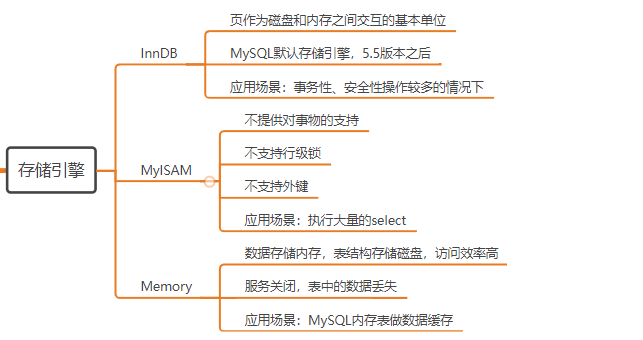 存储引擎
InnDB
页作为磁盘和内存之间交互的基本单位
MySQL默认存储引擎，5.5版本之后
应用场景：事务性、安全性操作较多的情况下
MyISAM
不提供对事物的支持
不支持行级锁
不支持外键
应用场景：执行大量的select
Memory
数据存储内存，表结构存储磁盘，访问效率高
服务关闭，表中的数据丢失
应用场景：MySQL内存表做数据缓存